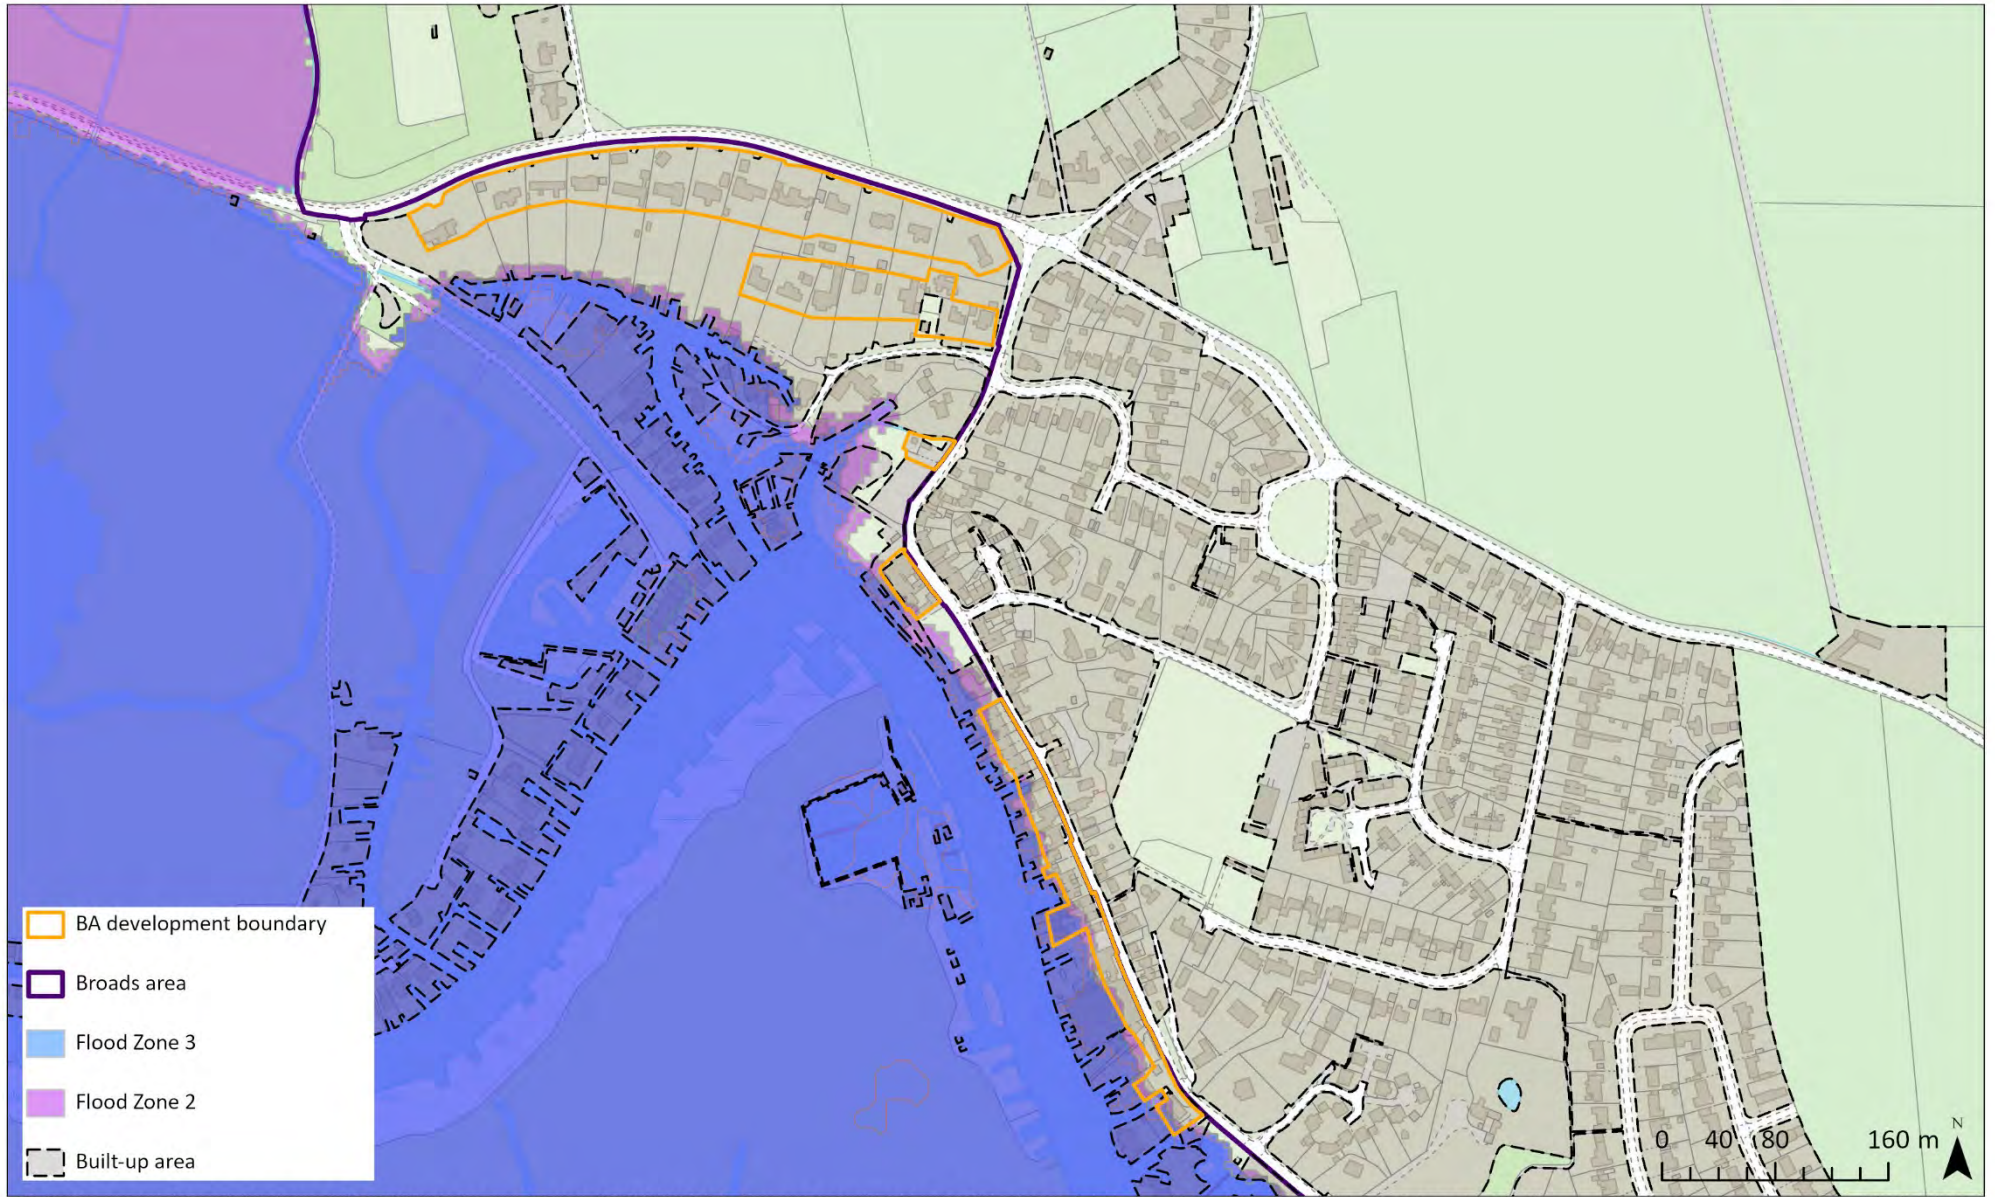 BA development boundary
Broads area
Flood Zone 3
Flood Zone 2
Built-up area
0 40 80 160 m
N